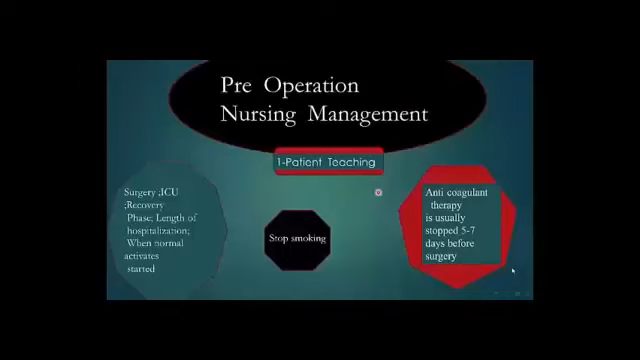 Pre Operation
Nursing Management
1-Patient Teaching
Surgery ;ICU
;Recovery
Phase; Length of
hospitalization;
When normal
activates
started
Stop smoking
Anti coagulant
therapy
is usually
stopped 5-7
days before
surgery